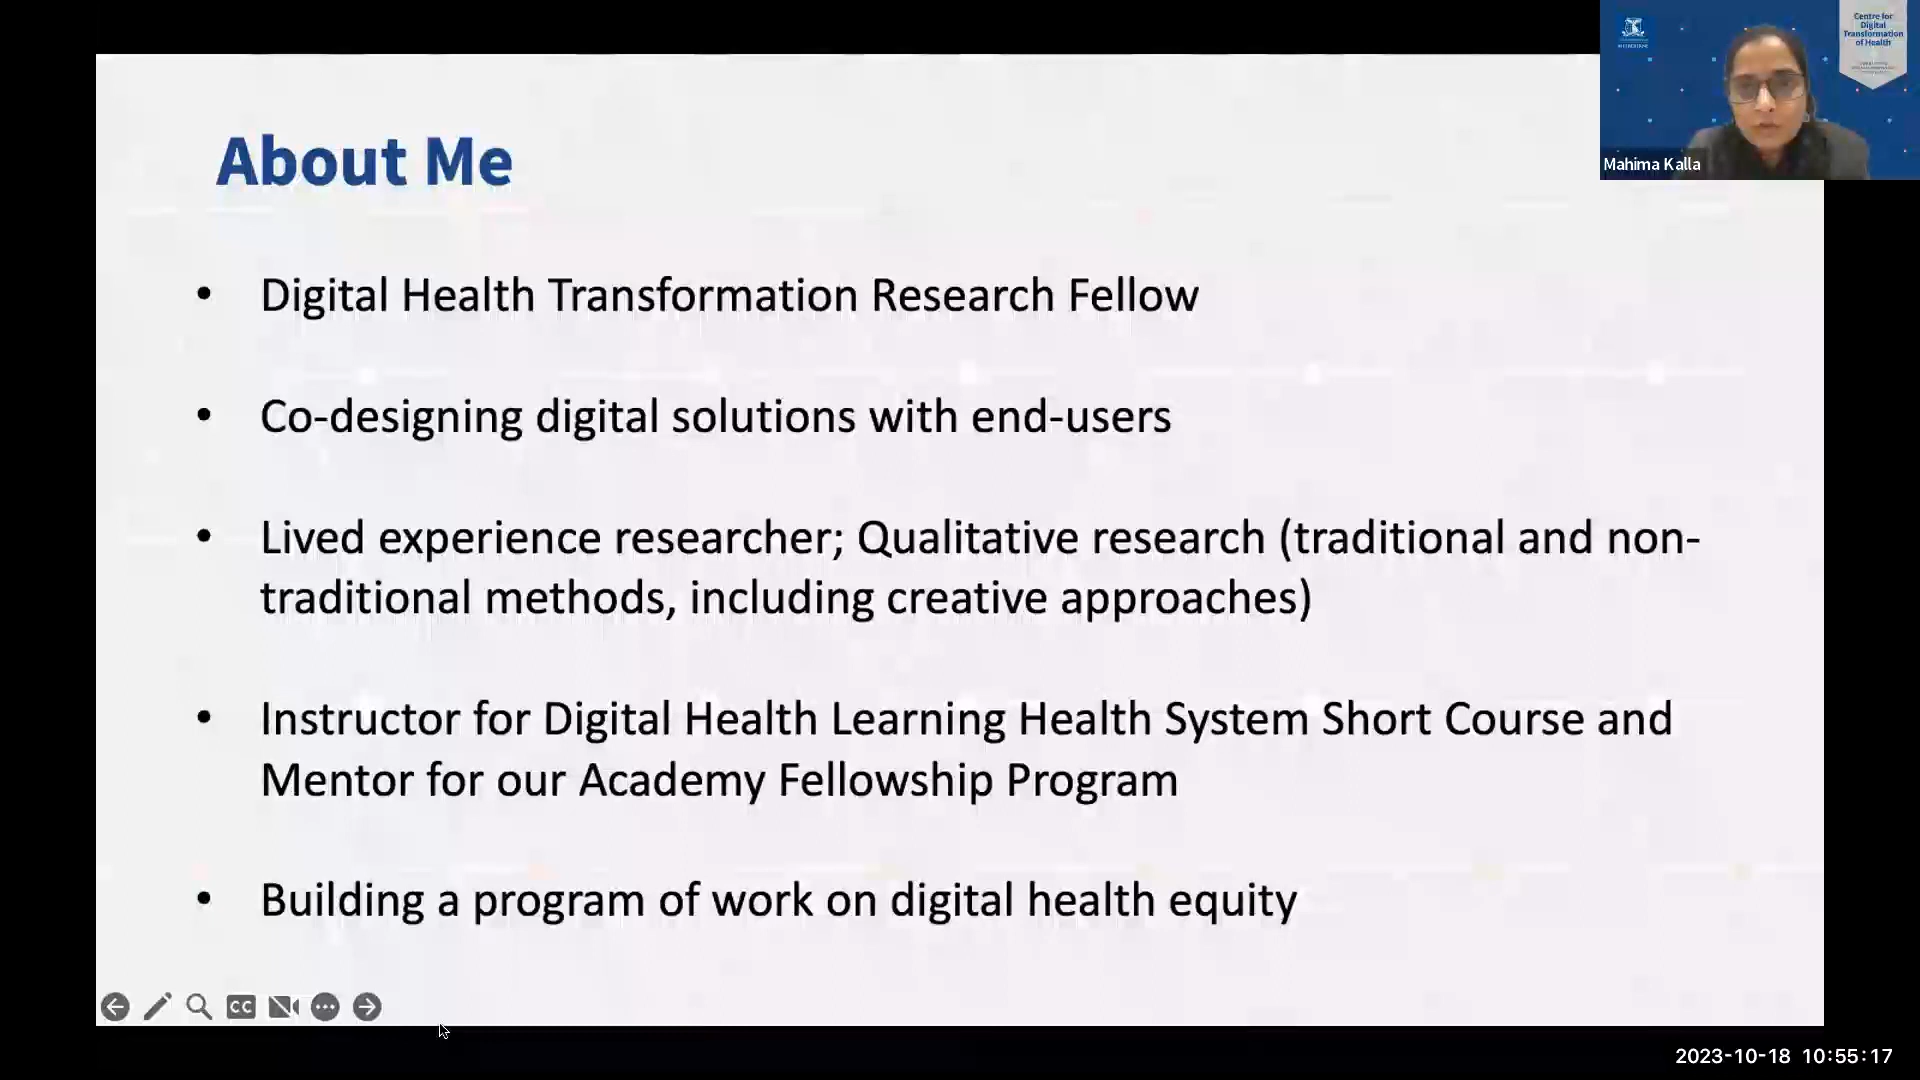 Centre for
Digital
Transformation
of Health
Mahima Kalla
About Me
• Digital Health Transformation Research Fellow
• Co-designing digital solutions with end-users
• Lived experience researcher; Qualitative research (traditional and non-
traditional methods, including creative approaches)
• Instructor for Digital Health Learning Health System Short Course and
Mentor for our Academy Fellowship Program
• Building a program of work on digital health equity
CC
2023-10-18 10:55:17